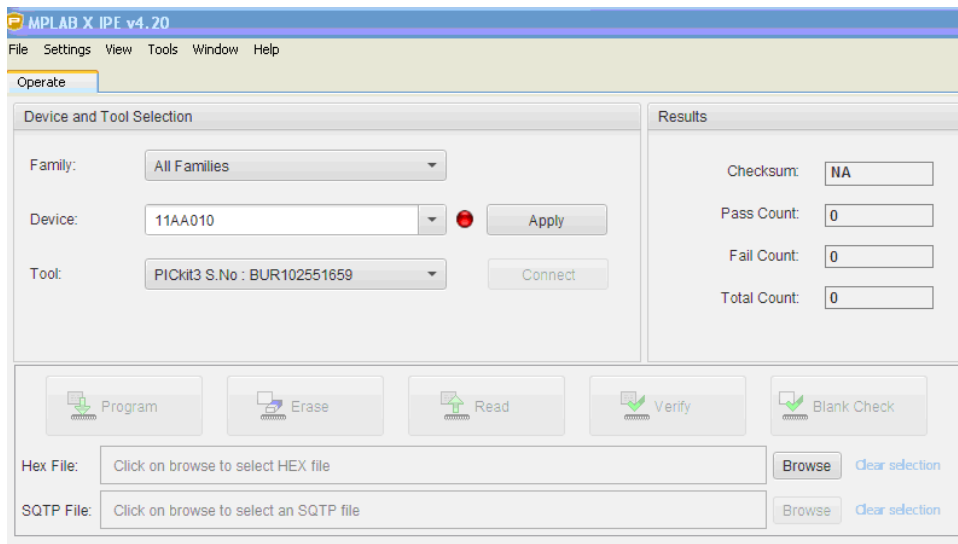 MPLAB X IPE v4.20
File Settings View Tools Window Help
Operate
Device and Tool Selection
Results
Family:
All Families
Checksum:
NA
Device:
11AA010
Apply
Pass Count:
0
Fail Count:
0
Tool:
PICkit3 S.No : BUR102551659
Connect
Total Count:
0
Program
Erase
Read
Verify
Blank Check
Hex File:
Click on browse to select HEX file
Browse
Clear selection
SQTP File:
Click on browse to select an SQTP file
Browse
Clear selection